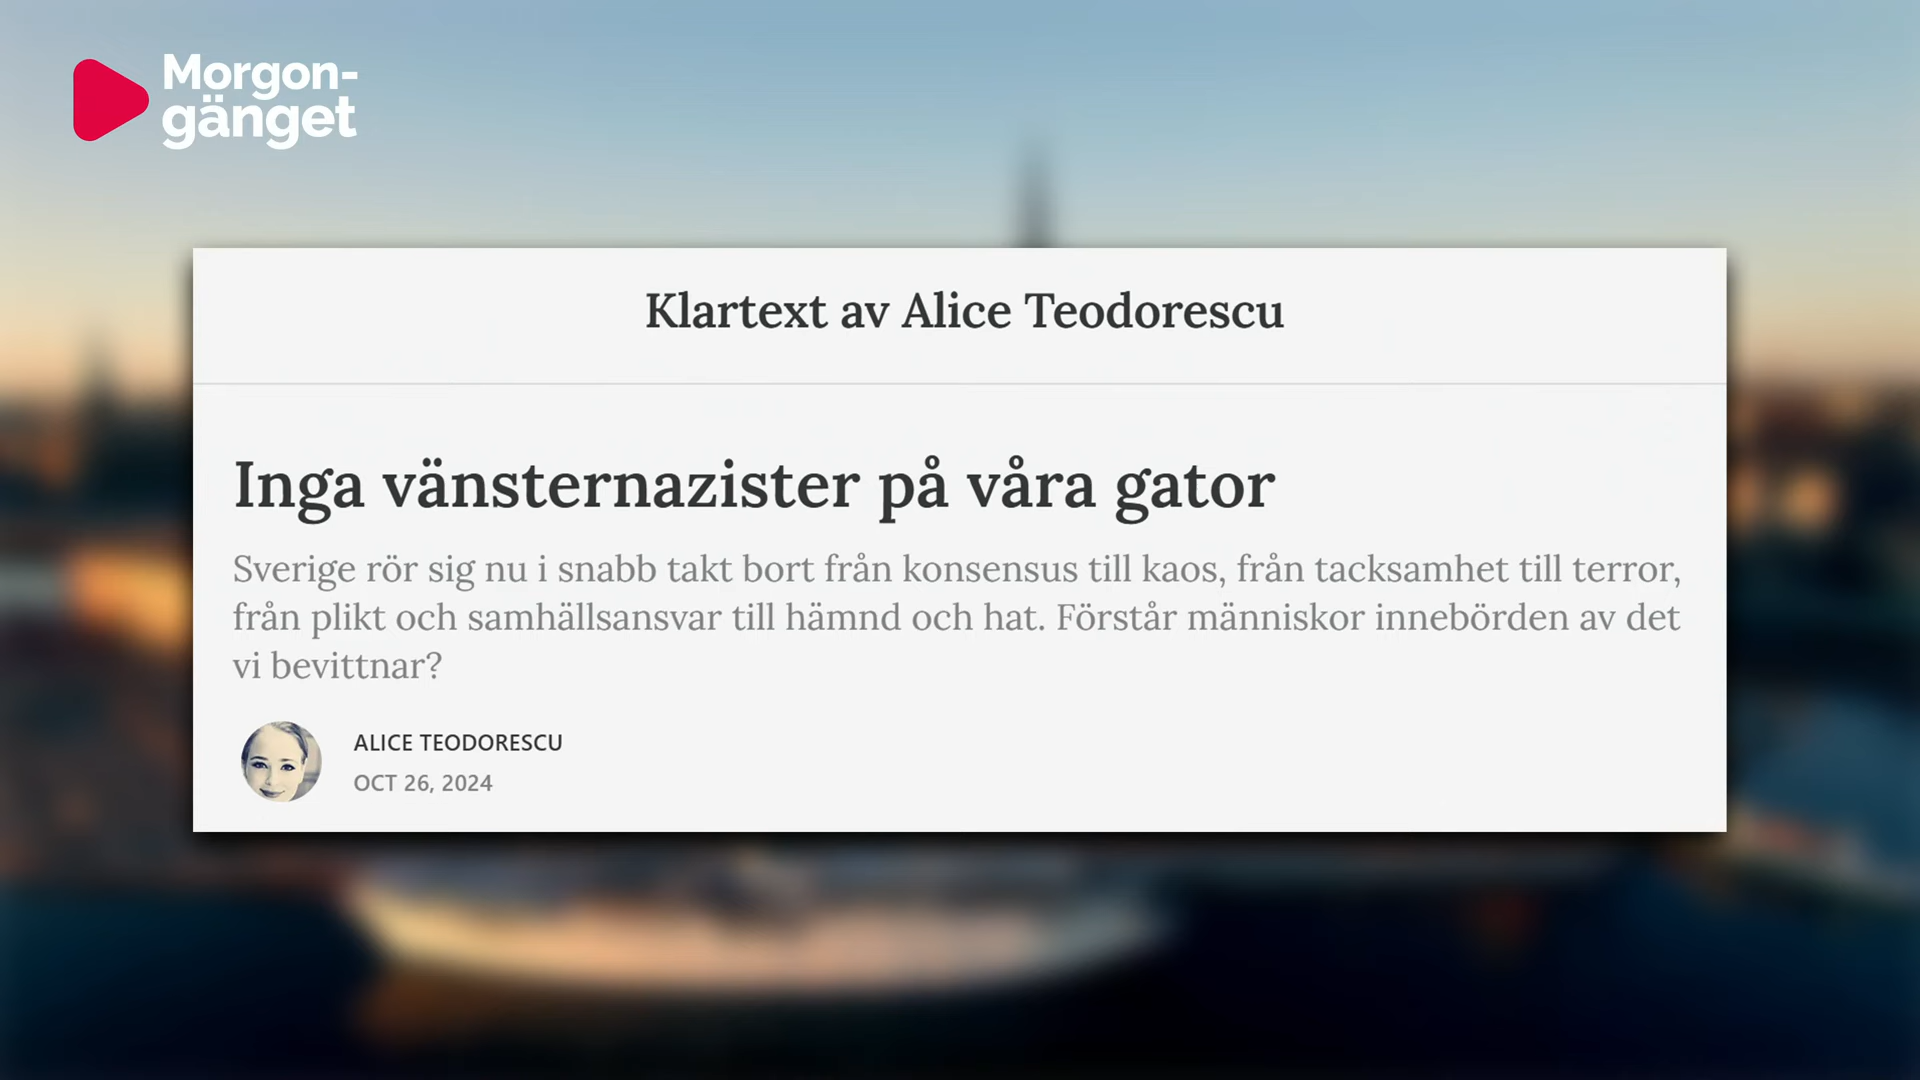 Morgon-
gänget
Klartext av Alice Teodorescu
Inga vänsternazister på våra gator
Sverige rör sig nu i snabb takt bort från konsensus till kaos, från tacksamhet till terror,
från plikt och samhällsansvar till hämnd och hat. Förstår människor innebörden av det
vi bevittnar?
ALICE TEODORESCU
OCT 26, 2024